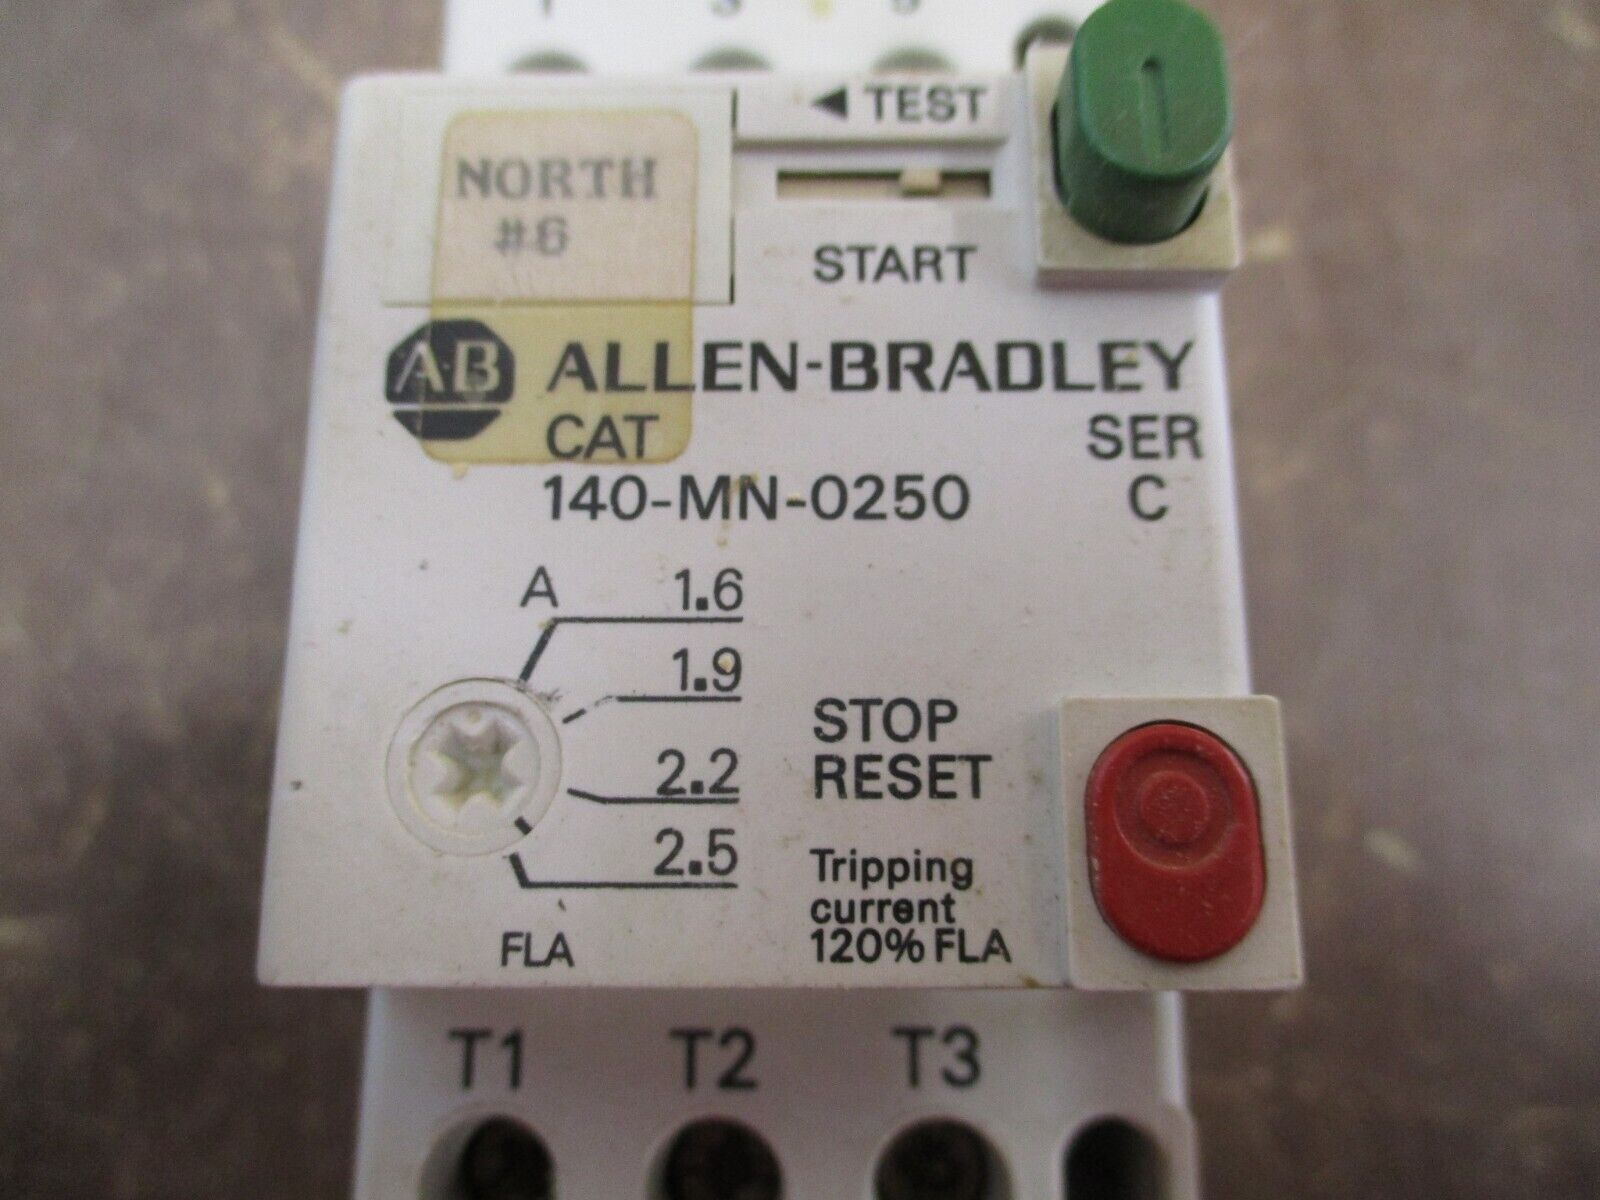 ◄ TEST
NORTH
#6
START
A-B ALLEN-BRADLEY
CAT SER
140-MN-0250 C
A 1.6
1.9
2.2
2.5
FLA
STOP
RESET
Tripping
current
120% FLA
T1 T2 T3